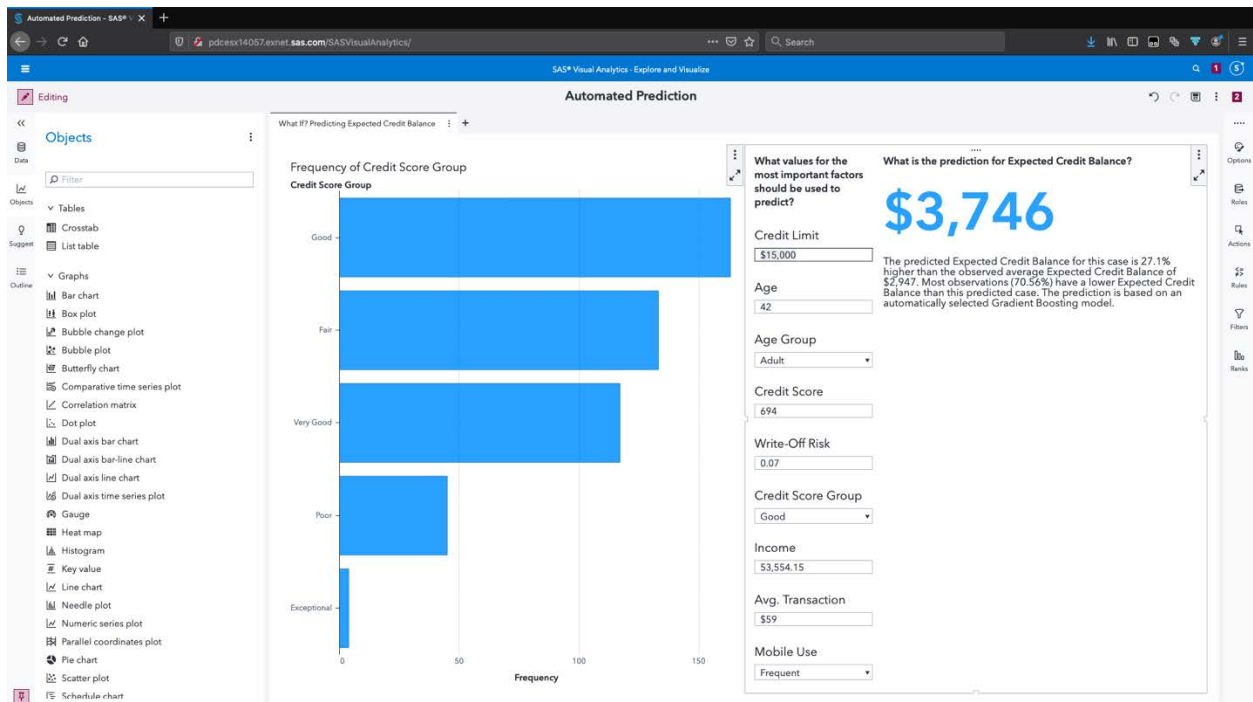 Automated Prediction - SAS® V
pdcesx14057.exnet.sas.com/SASVisualAnalytics/
Search
SAS® Visual Analytics - Explore and Visualize
1
S
Editing
Automated Prediction
2
Data
Objects
Suggest
Outline
Objects
Filter
Tables
Crosstab
List table
Graphs
Bar chart
Box plot
Bubble change plot
Bubble plot
Butterfly chart
Comparative time series plot
Correlation matrix
Dot plot
Dual axis bar chart
Dual axis bar-line chart
Dual axis line chart
Dual axis time series plot
Gauge
Heat map
Histogram
Key value
Line chart
Needle plot
Numeric series plot
Parallel coordinates plot
Pie chart
Scatter plot
Schedule chart
What If? Predicting Expected Credit Balance
Frequency of Credit Score Group
Credit Score Group
Good
Fair
Very Good
Poor
Exceptional
0 50 100 150
Frequency
What values for the
most important factors
should be used to
predict?
Credit Limit
$15,000
Age
42
Age Group
Adult
Credit Score
694
Write-Off Risk
0.07
Credit Score Group
Good
Income
53,554.15
Avg. Transaction
$59
Mobile Use
Frequent
What is the prediction for Expected Credit Balance?
$3,746
The predicted Expected Credit Balance for this case is 27.1%
higher than the observed average Expected Credit Balance of
$2,947. Most observations (70.56%) have a lower Expected Credit
Balance than this predicted case. The prediction is based on an
automatically selected Gradient Boosting model.
Options
Roles
Actions
Rules
Filters
Ranks